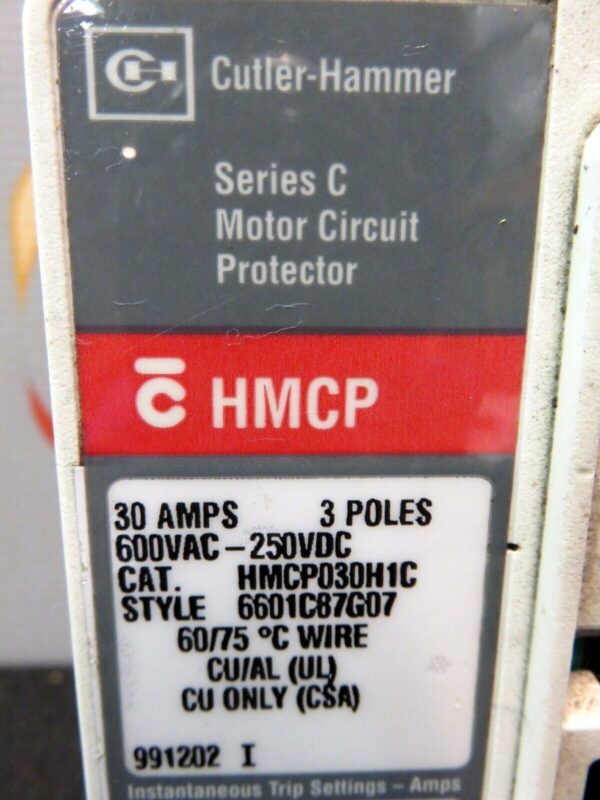 CH Cutler-Hammer
Series C
Motor Circuit
Protector
C HMCP
30 AMPS 3 POLES
600VAC-250VDC
CAT. HMCP030H1C
STYLE 6601C87G07
60/75 °C WIRE
CU/AL (UL)
CU ONLY (CSA)
991202 I
Instantaneous Trip Settings – Amps